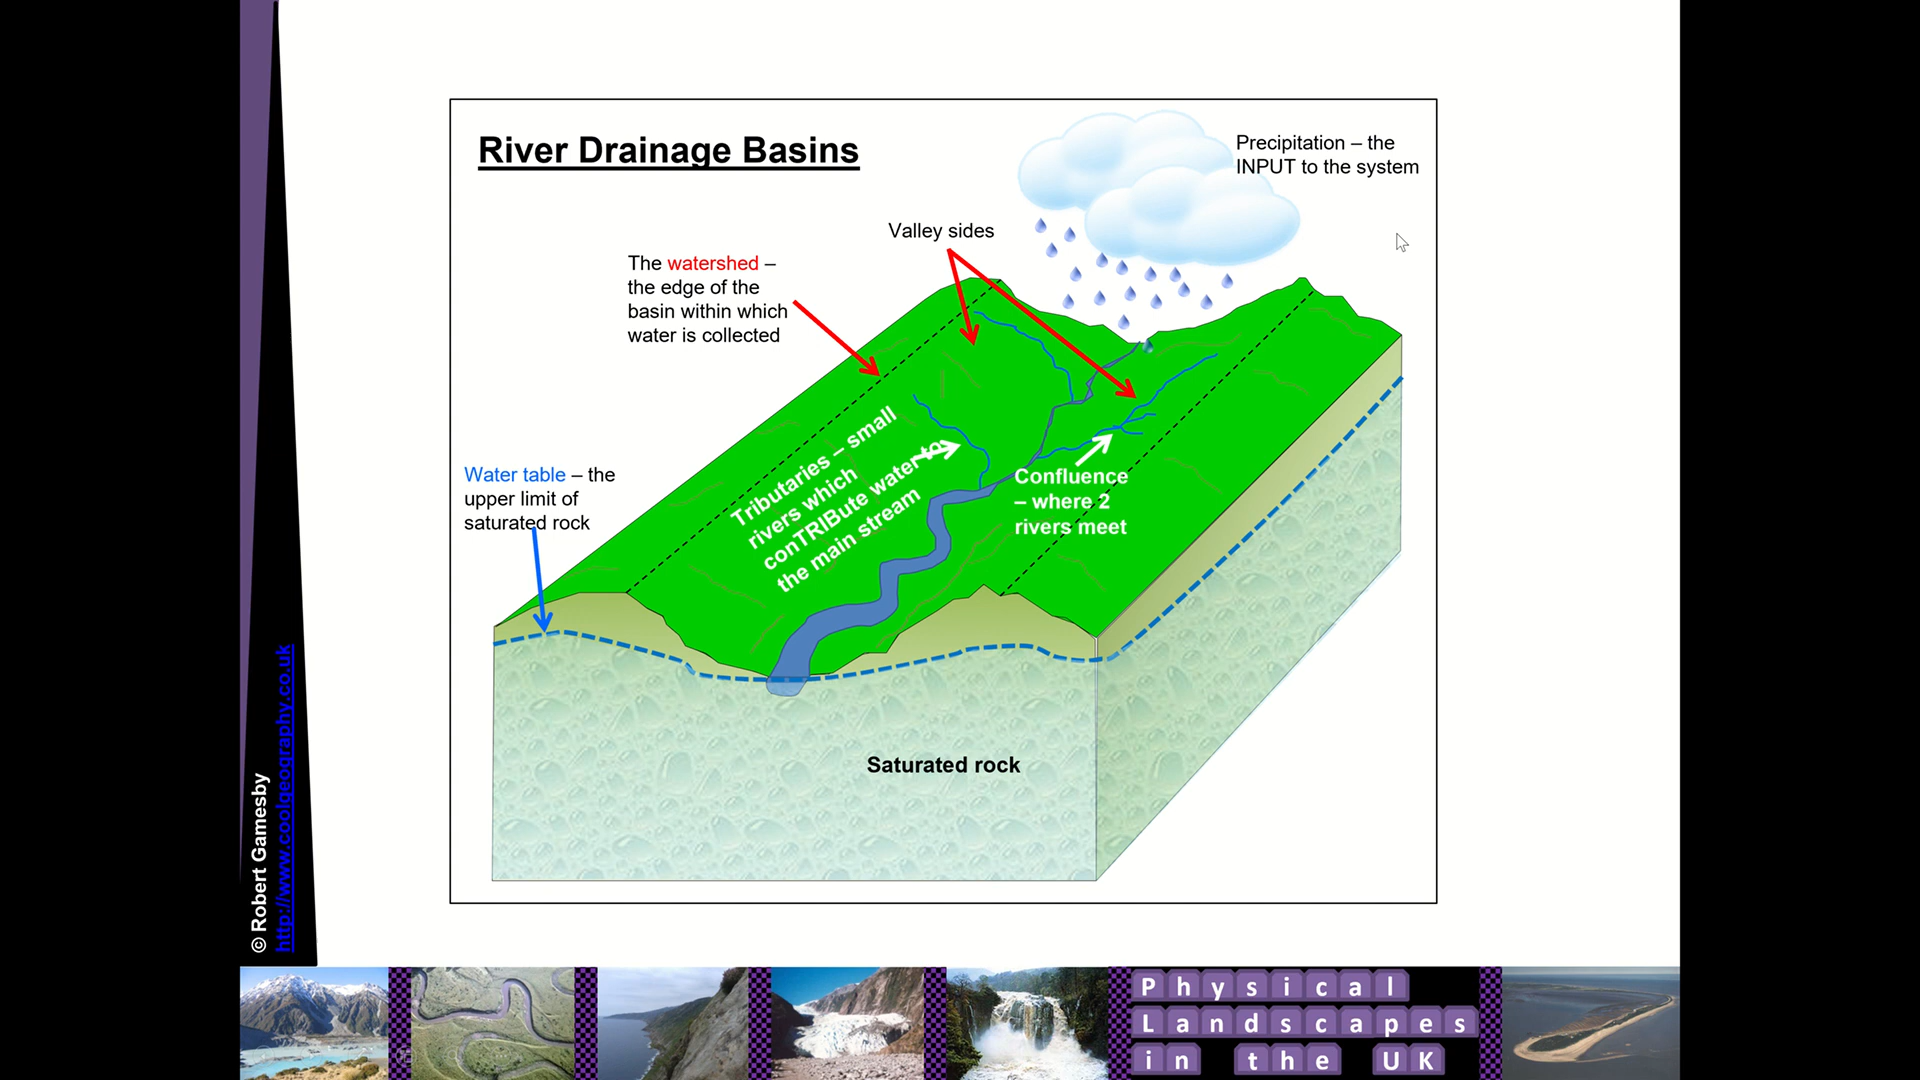 River Drainage Basins
Precipitation – the
INPUT to the system
Valley sides
The watershed –
the edge of the
basin within which
water is collected
Water table – the
upper limit of
saturated rock
Tributaries – small
rivers which
conTRIBute water to
the main stream
Confluence
– where 2
rivers meet
Saturated rock
© Robert Gamesby
http://www.coolgeography.co.uk
Physical
Landscapes
in the UK